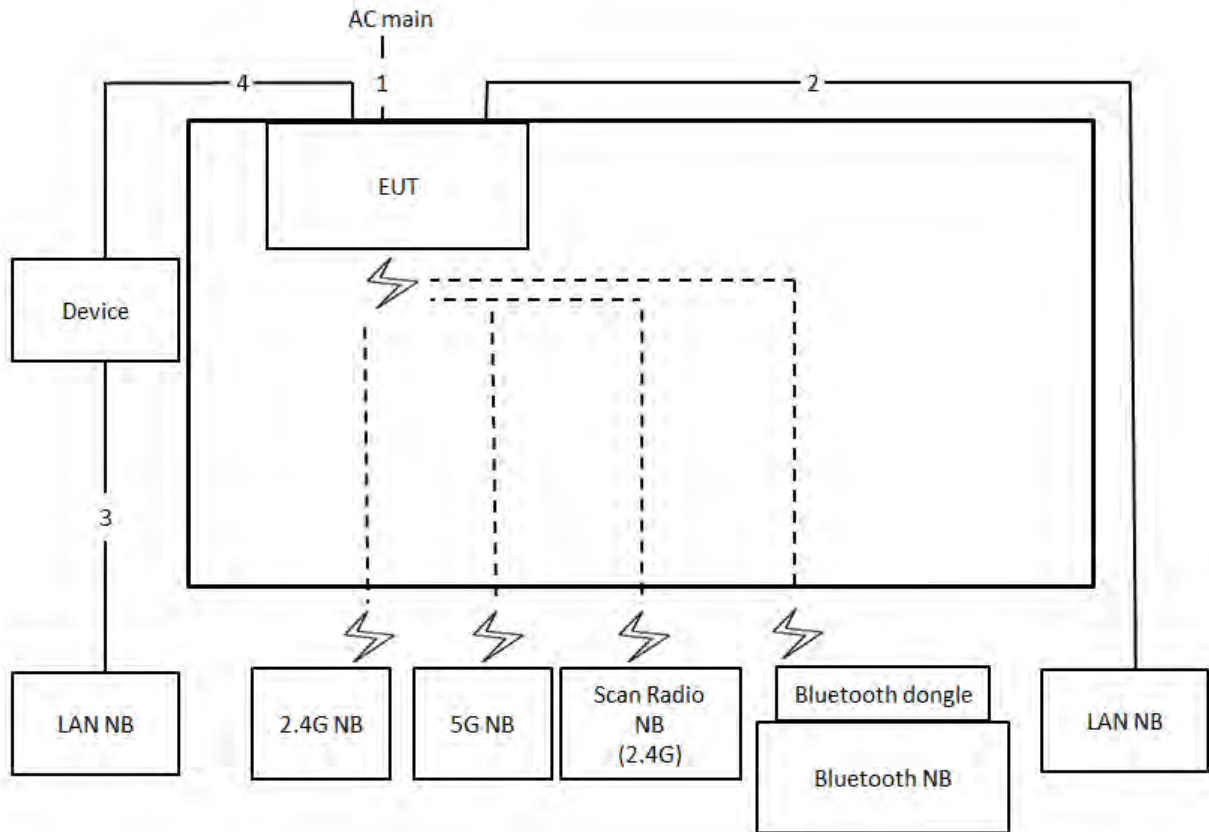 AC main
4
1
2
EUT
Device
3
LAN NB
2.4G NB
5G NB
Scan Radio
NB
(2.4G)
Bluetooth dongle
Bluetooth NB
LAN NB